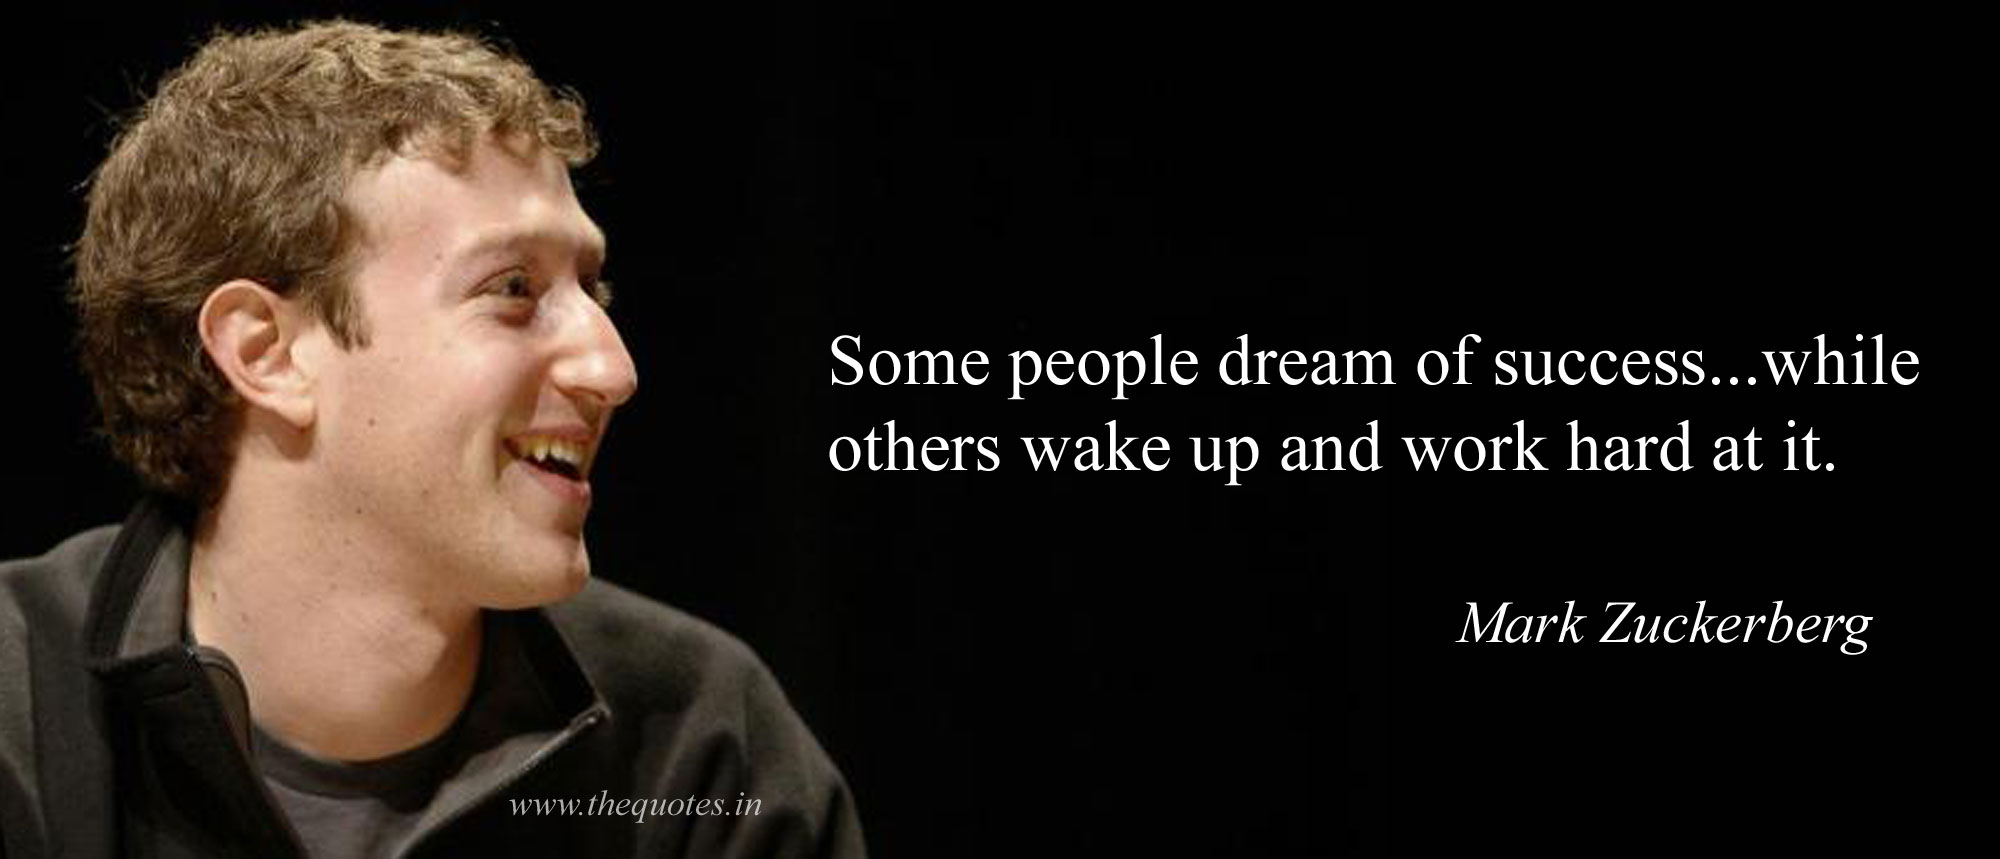 Some people dream of success...while
others wake up and work hard at it.
Mark Zuckerberg
www.thequotes.in